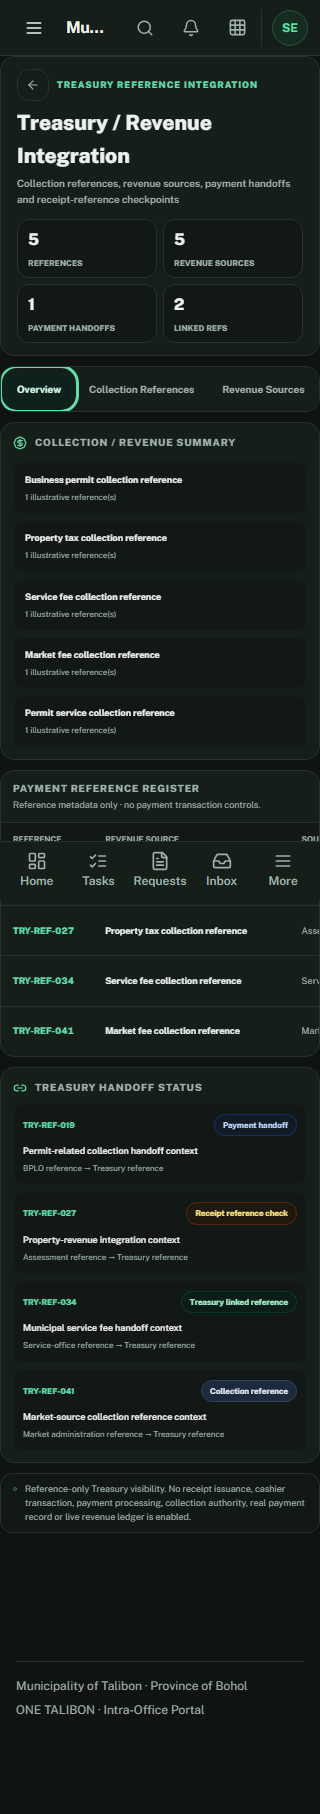 Mu...
SE
TREASURY REFERENCE INTEGRATION
Treasury / Revenue
Integration
Collection references, revenue sources, payment handoffs
and receipt-reference checkpoints
5
REFERENCES
5
REVENUE SOURCES
1
PAYMENT HANDOFFS
2
LINKED REFS
Overview
Collection References
Revenue Sources
COLLECTION / REVENUE SUMMARY
Business permit collection reference
1 illustrative reference(s)
Property tax collection reference
1 illustrative reference(s)
Service fee collection reference
1 illustrative reference(s)
Market fee collection reference
1 illustrative reference(s)
Permit service collection reference
1 illustrative reference(s)
PAYMENT REFERENCE REGISTER
Reference metadata only · no payment transaction controls.
REFERENCE REVENUE SOURCE SOU
Home Tasks Requests Inbox More
TRY-REF-027 Property tax collection reference Asse
TRY-REF-034 Service fee collection reference Serv
TRY-REF-041 Market fee collection reference Mar
TREASURY HANDOFF STATUS
TRY-REF-019 Payment handoff
Permit-related collection handoff context
BPLO reference → Treasury reference
TRY-REF-027 Receipt reference check
Property-revenue integration context
Assessment reference → Treasury reference
TRY-REF-034 Treasury linked reference
Municipal service fee handoff context
Service-office reference → Treasury reference
TRY-REF-041 Collection reference
Market-source collection reference context
Market administration reference → Treasury reference
Reference-only Treasury visibility. No receipt issuance, cashier
transaction, payment processing, collection authority, real payment
record or live revenue ledger is enabled.
Municipality of Talibon · Province of Bohol
ONE TALIBON · Intra-Office Portal